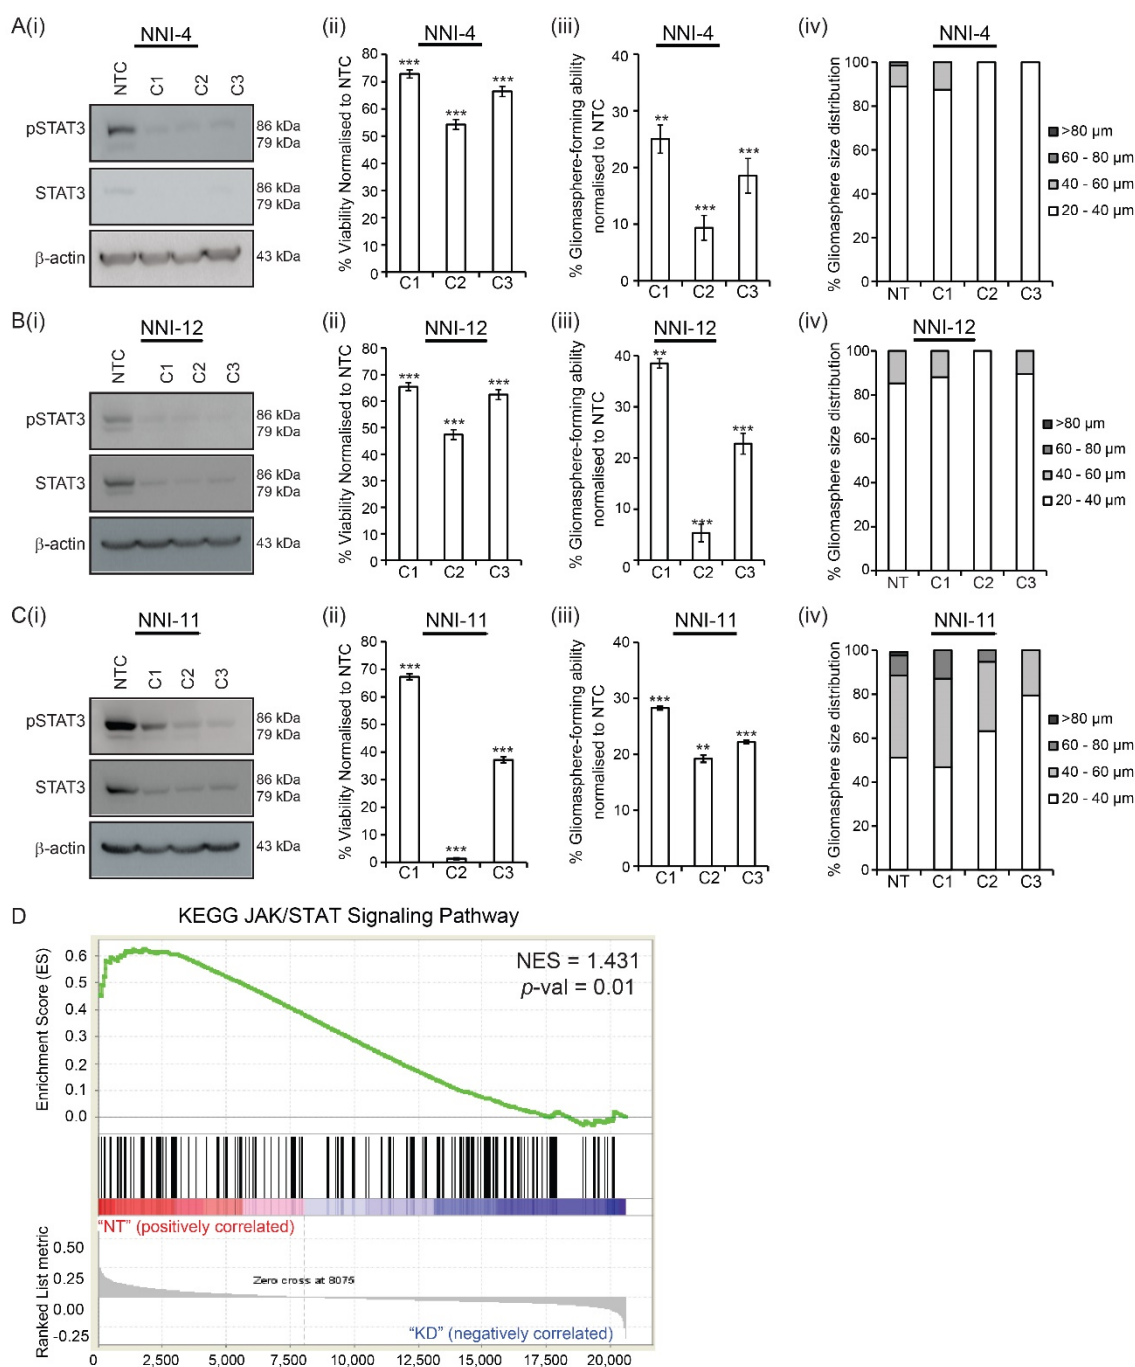 A(i)
NNI-4
NTC C1 C2 C3
pSTAT3
86 kDa
79 kDa
STAT3
86 kDa
79 kDa
β-actin
43 kDa
(ii)
NNI-4
% Viability Normalised to NTC
80
70
60
50
40
30
20
10
0
*** *** ***
C1 C2 C3
(iii)
NNI-4
% Gliomasphere-forming ability
normalised to NTC
40
30
20
10
0
** *** ***
C1 C2 C3
(iv)
NNI-4
% Gliomasphere size distribution
100
80
60
40
20
0
NT C1 C2 C3
>80 µm
60 - 80 µm
40 - 60 µm
20 - 40 µm
B(i)
NNI-12
NTC C1 C2 C3
pSTAT3
86 kDa
79 kDa
STAT3
86 kDa
79 kDa
β-actin
43 kDa
(ii)
NNI-12
% Viability Normalised to NTC
80
70
60
50
40
30
20
10
0
*** *** ***
C1 C2 C3
(iii)
NNI-12
% Gliomasphere-forming ability
normalised to NTC
40
30
20
10
0
** *** ***
C1 C2 C3
(iv)
NNI-12
% Gliomasphere size distribution
100
80
60
40
20
0
NT C1 C2 C3
>80 µm
60 - 80 µm
40 - 60 µm
20 - 40 µm
C(i)
NNI-11
NTC C1 C2 C3
pSTAT3
86 kDa
79 kDa
STAT3
86 kDa
79 kDa
β-actin
43 kDa
(ii)
NNI-11
% Viability Normalised to NTC
80
70
60
50
40
30
20
10
0
*** *** ***
C1 C2 C3
(iii)
NNI-11
% Gliomasphere-forming ability
normalised to NTC
40
30
20
10
0
*** ** ***
C1 C2 C3
(iv)
NNI-11
% Gliomasphere size distribution
100
80
60
40
20
0
NT C1 C2 C3
>80 µm
60 - 80 µm
40 - 60 µm
20 - 40 µm
D
KEGG JAK/STAT Signaling Pathway
NES = 1.431
p-val = 0.01
Enrichment Score (ES)
0.6
0.5
0.4
0.3
0.2
0.1
0.0
“NT” (positively correlated)
Ranked List metric
0.50
0.25
0.00
-0.25
Zero cross at 8075
“KD” (negatively correlated)
0 2,500 5,000 7,500 10,000 12,500 15,000 17,500 20,000